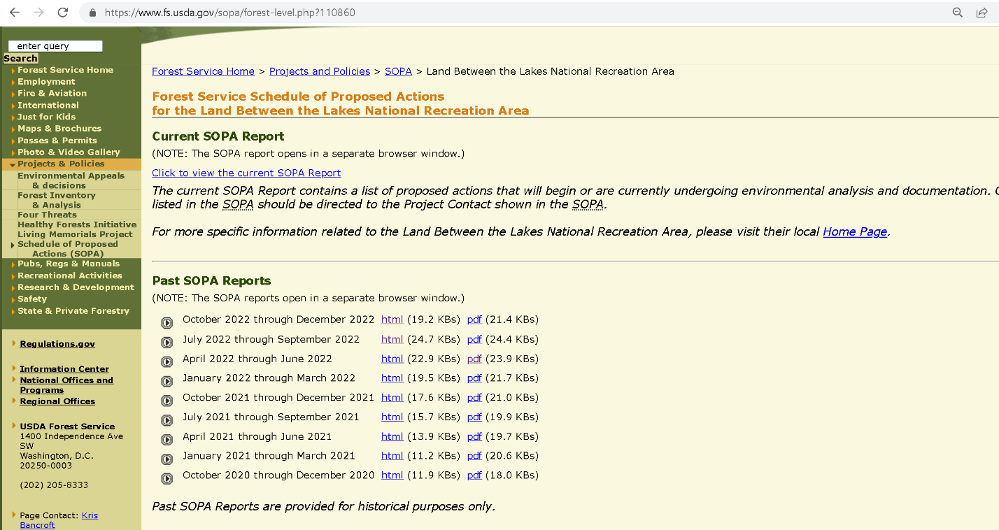 https://www.fs.usda.gov/sopa/forest-level.php?110860
enter query
Search
Forest Service Home
Employment
Fire & Aviation
International
Just for Kids
Maps & Brochures
Passes & Permits
Photo & Video Gallery
Projects & Policies
Environmental Appeals
& decisions
Forest Inventory
& Analysis
Four Threats
Healthy Forests Initiative
Living Memorials Project
Schedule of Proposed
Actions (SOPA)
Pubs, Regs & Manuals
Recreational Activities
Research & Development
Safety
State & Private Forestry
Regulations.gov
Information Center
National Offices and
Programs
Regional Offices
USDA Forest Service
1400 Independence Ave
SW
Washington, D.C.
20250-0003
(202) 205-8333
Page Contact: Kris
Bancroft
Forest Service Home > Projects and Policies > SOPA > Land Between the Lakes National Recreation Area
Forest Service Schedule of Proposed Actions
for the Land Between the Lakes National Recreation Area
Current SOPA Report
(NOTE: The SOPA report opens in a separate browser window.)
Click to view the current SOPA Report
The current SOPA Report contains a list of proposed actions that will begin or are currently undergoing environmental analysis and documentation.
listed in the SOPA should be directed to the Project Contact shown in the SOPA.
For more specific information related to the Land Between the Lakes National Recreation Area, please visit their local Home Page.
Past SOPA Reports
(NOTE: The SOPA reports open in a separate browser window.)
October 2022 through December 2022 html (19.2 KBs) pdf (21.4 KBs)
July 2022 through September 2022 html (24.7 KBs) pdf (24.4 KBs)
April 2022 through June 2022 html (22.9 KBs) pdf (23.9 KBs)
January 2022 through March 2022 html (19.5 KBs) pdf (21.7 KBs)
October 2021 through December 2021 html (17.6 KBs) pdf (21.0 KBs)
July 2021 through September 2021 html (15.7 KBs) pdf (19.9 KBs)
April 2021 through June 2021 html (13.9 KBs) pdf (19.7 KBs)
January 2021 through March 2021 html (11.2 KBs) pdf (20.6 KBs)
October 2020 through December 2020 html (11.9 KBs) pdf (18.0 KBs)
Past SOPA Reports are provided for historical purposes only.